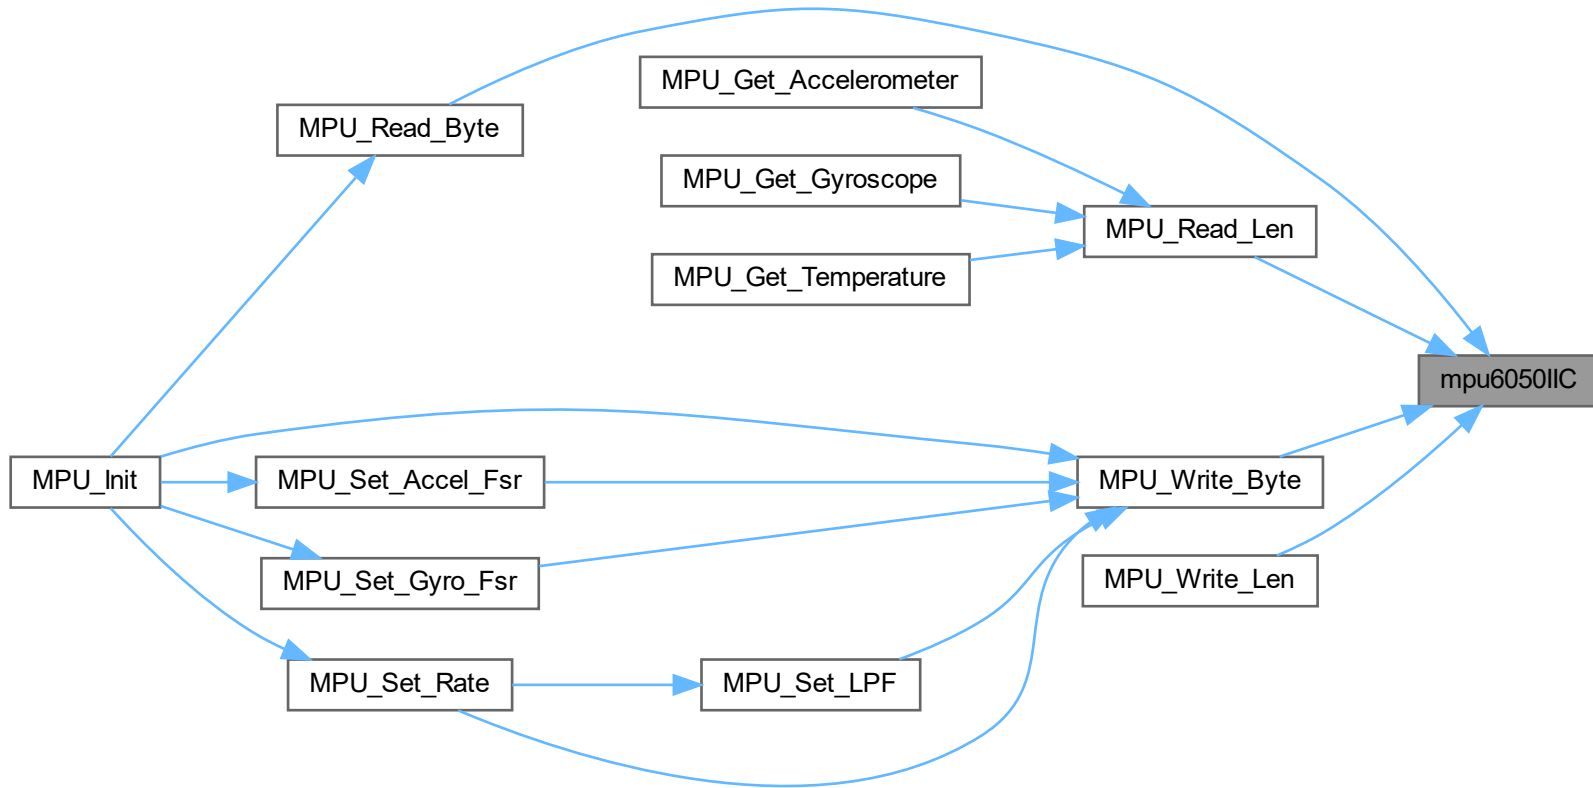 MPU_Get_Accelerometer
MPU_Read_Byte
MPU_Get_Gyroscope
MPU_Read_Len
MPU_Get_Temperature
mpu6050IIC
MPU_Init
MPU_Set_Accel_Fsr
MPU_Write_Byte
MPU_Set_Gyro_Fsr
MPU_Write_Len
MPU_Set_Rate
MPU_Set_LPF